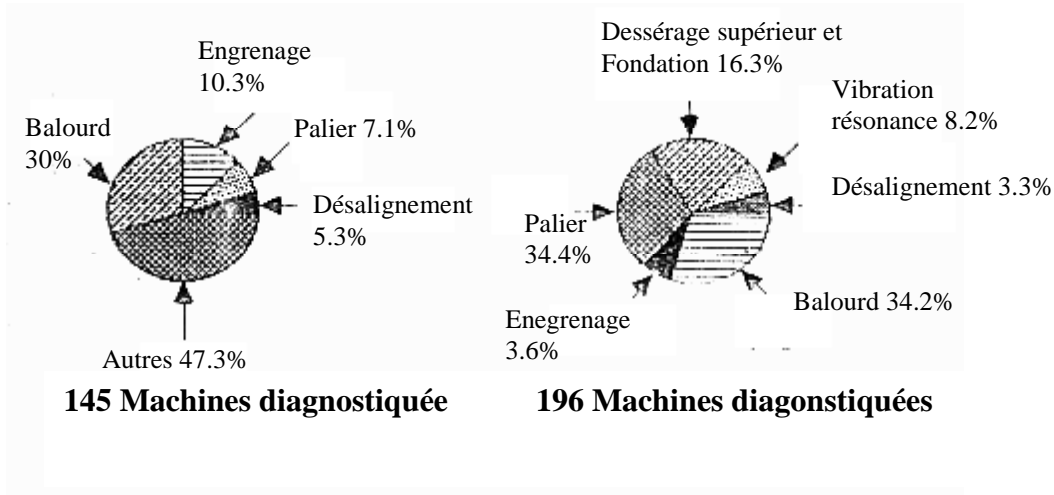 Engrenage
10.3%
Balourd
30%
Palier 7.1%
Désalignement
5.3%
Autres 47.3%
145 Machines diagnostiquée
Dessérage supérieur et
Fondation 16.3%
Vibration
résonance 8.2%
Désalignement 3.3%
Palier
34.4%
Balourd 34.2%
Enegrenage
3.6%
196 Machines diagonstiquées